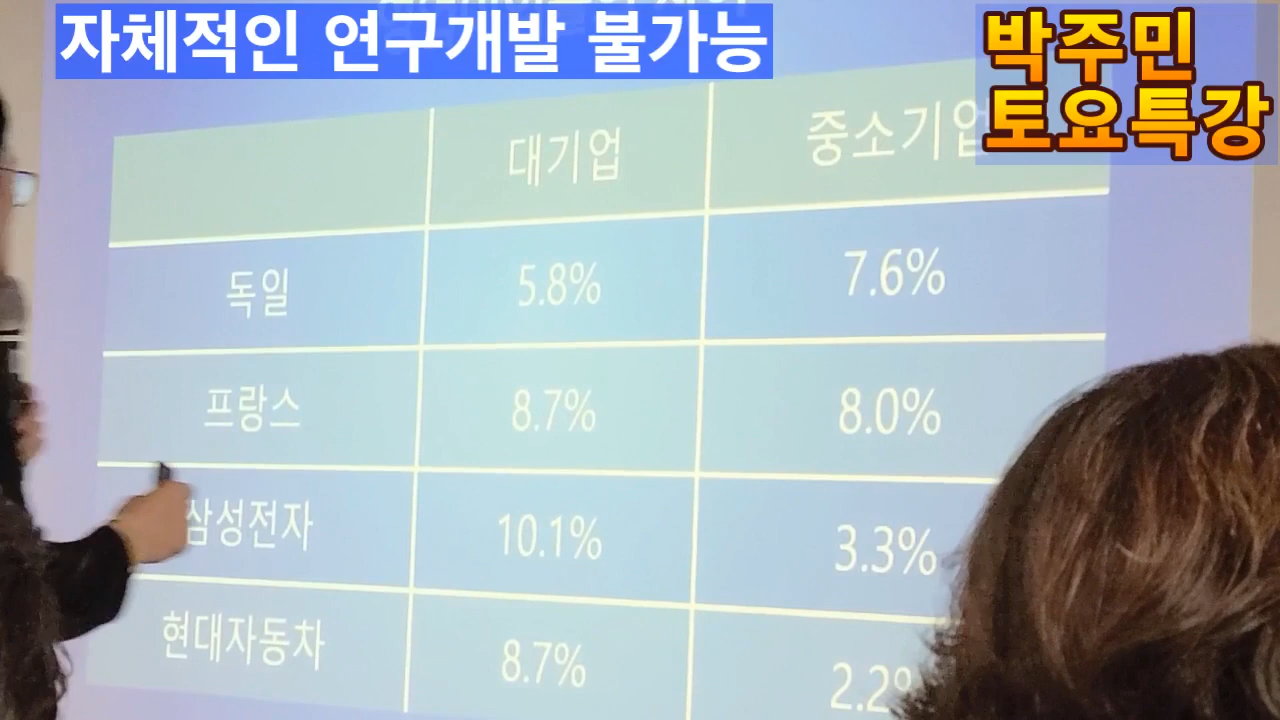 자체적인 연구개발 불가능
박주민
토요특강
대기업 중소기업
독일 5.8% 7.6%
프랑스 8.7% 8.0%
삼성전자 10.1% 3.3%
현대자동차 8.7% 2.2%